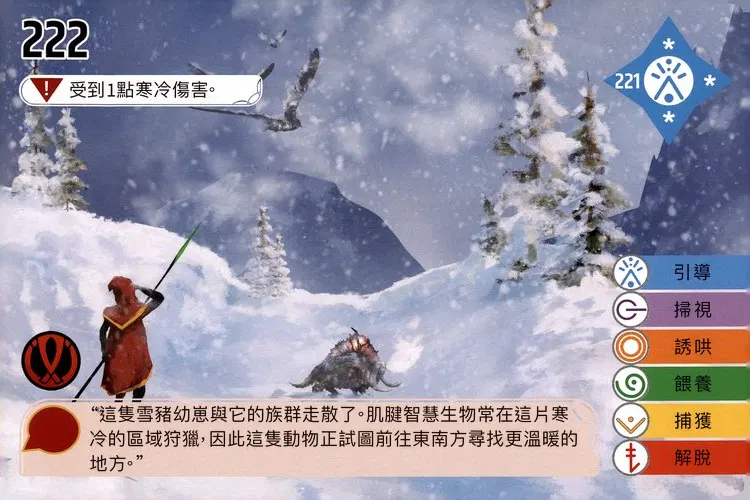 222
! 受到1點寒冷傷害。
*
221 *
*
引導
掃視
誘哄
餵養
捕獲
解脫
“這隻雪豬幼崽與它的族群走散了。肌腱智慧生物常在這片寒
冷的區域狩獵，因此這隻動物正試圖前往東南方尋找更溫暖的
地方。”